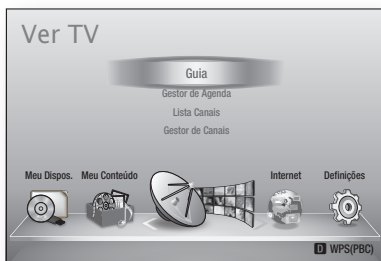 Ver TV
Guia
Gestor de Agenda
Lista Canais
Gestor de Canais
Meu Dispos. Meu Conteúdo Internet Definições
D WPS(PBC)